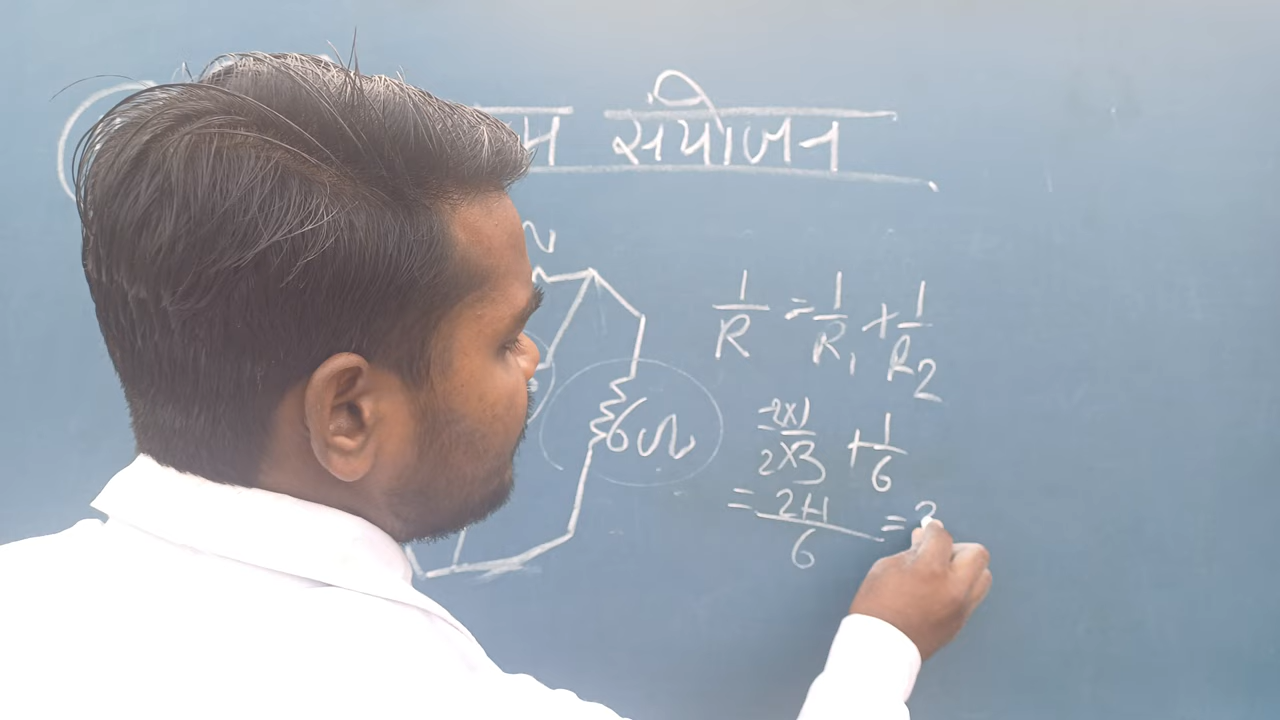 संयोजन
6Ω
1/R = 1/R₁ + 1/R₂
2×1/2×3 + 1/6
= 2+1/6 = 3